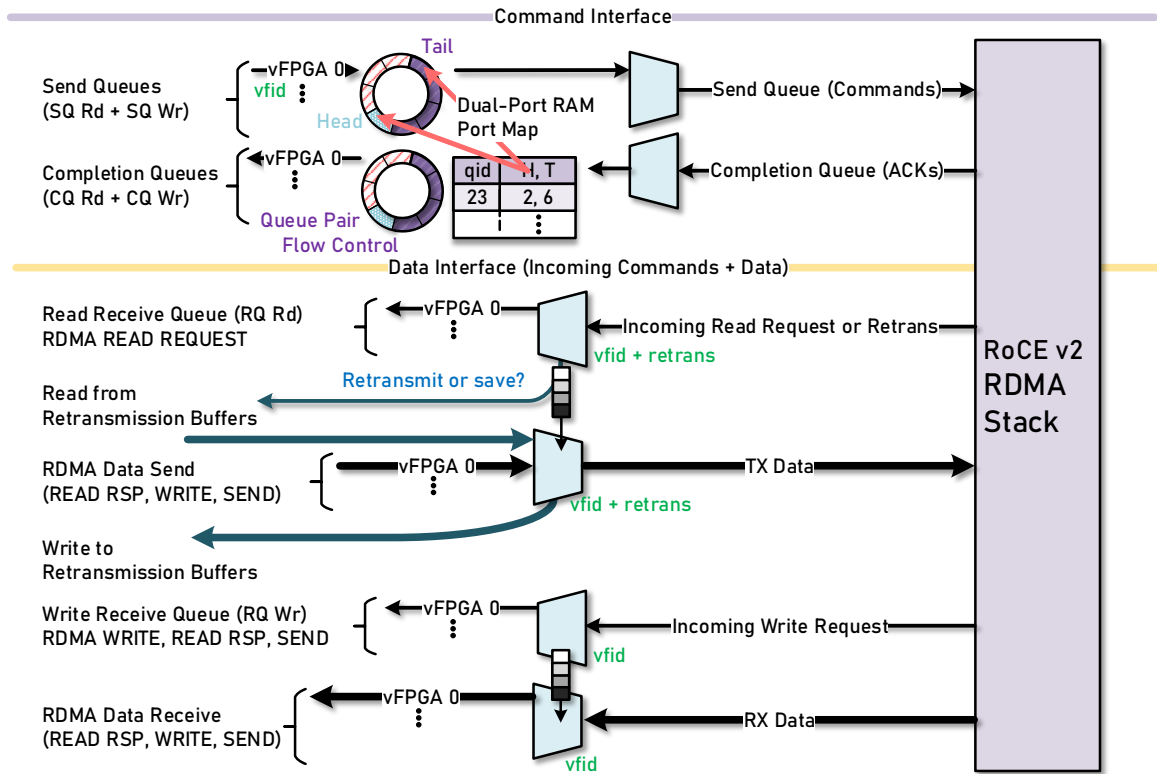 Command Interface
Send Queues
(SQ Rd + SQ Wr)
vFPGA 0
vfid
Tail
Head
Dual-Port RAM
Port Map
Send Queue (Commands)
Completion Queues
(CQ Rd + CQ Wr)
vFPGA 0
Queue Pair
Flow Control
qid H, T
23 2, 6
Completion Queue (ACKs)
Data Interface (Incoming Commands + Data)
Read Receive Queue (RQ Rd)
RDMA READ REQUEST
vFPGA 0
Incoming Read Request or Retrans
vfid + retrans
RoCE v2
RDMA
Stack
Retransmit or save?
Read from
Retransmission Buffers
RDMA Data Send
(READ RSP, WRITE, SEND)
vFPGA 0
TX Data
vfid + retrans
Write to
Retransmission Buffers
Write Receive Queue (RQ Wr)
RDMA WRITE, READ RSP, SEND
vFPGA 0
Incoming Write Request
vfid
RDMA Data Receive
(READ RSP, WRITE, SEND)
vFPGA 0
RX Data
vfid